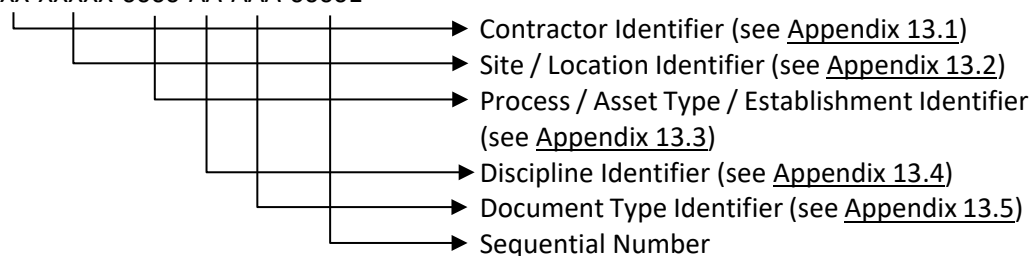 Contractor Identifier (see Appendix 13.1)
Site / Location Identifier (see Appendix 13.2)
Process / Asset Type / Establishment Identifier
(see Appendix 13.3)
Discipline Identifier (see Appendix 13.4)
Document Type Identifier (see Appendix 13.5)
Sequential Number